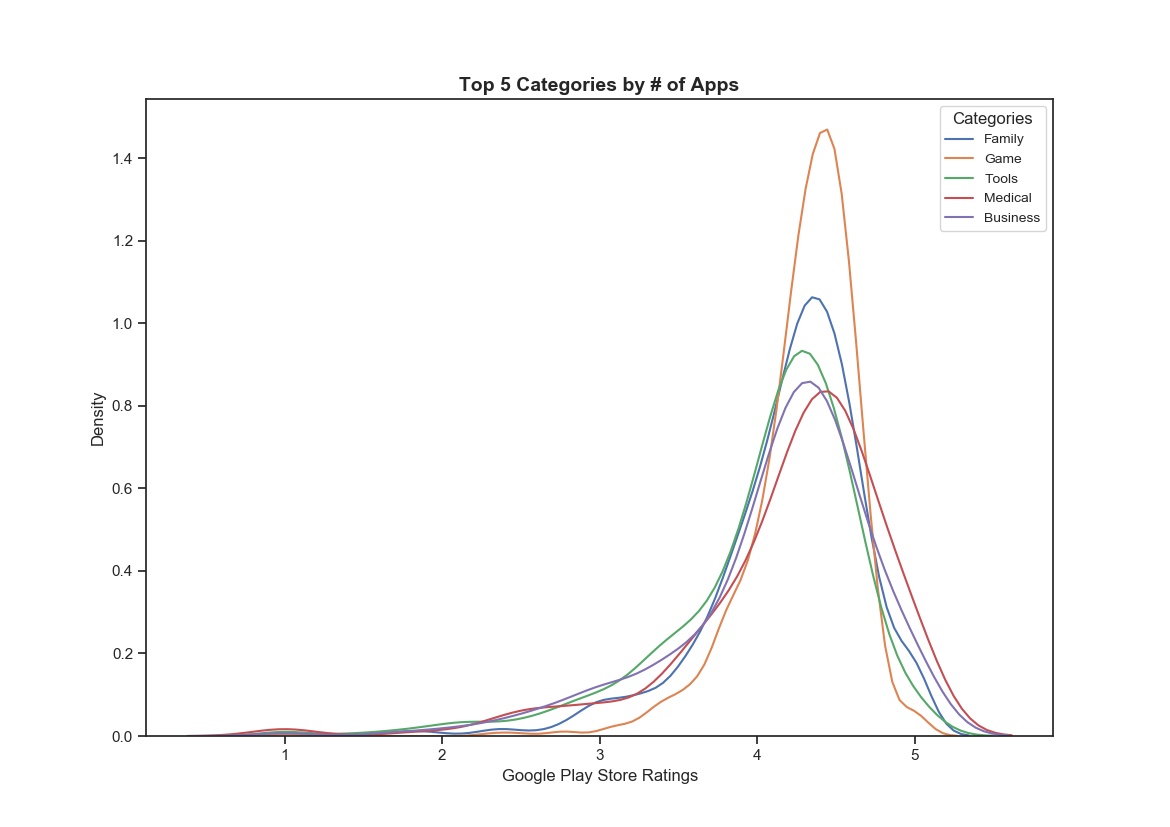 Top 5 Categories by # of Apps
Categories
Family
Game
Tools
Medical
Business
Density
1.4
1.2
1.0
0.8
0.6
0.4
0.2
0.0
1 2 3 4 5
Google Play Store Ratings